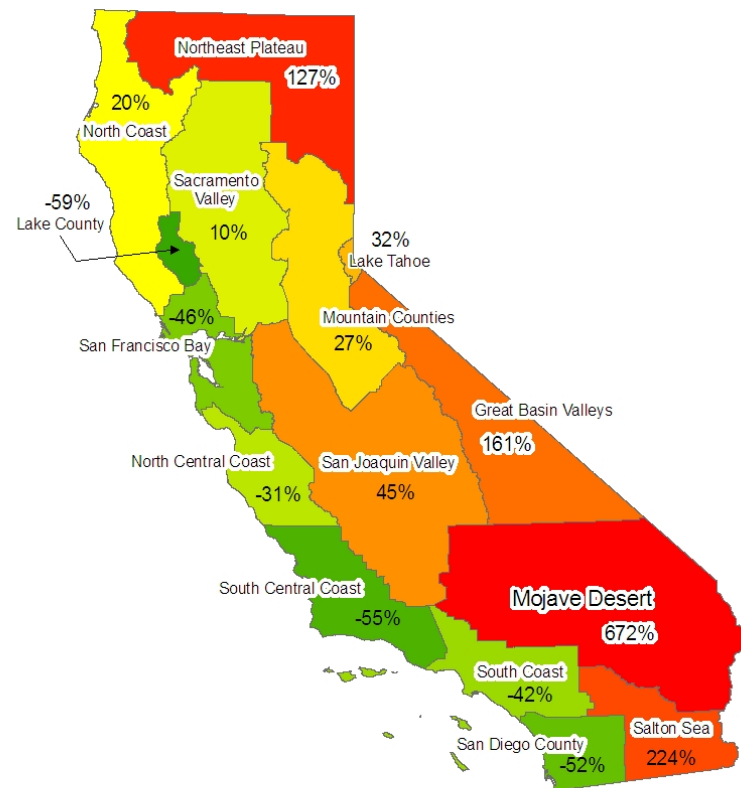 Northeast Plateau
127%
20%
North Coast
Sacramento
Valley
10%
-59%
Lake County
32%
Lake Tahoe
-46%
San Francisco Bay
Mountain Counties
27%
Great Basin Valleys
161%
North Central Coast
-31%
San Joaquin Valley
45%
South Central Coast
-55%
Mojave Desert
672%
South Coast
-42%
San Diego County
-52%
Salton Sea
224%